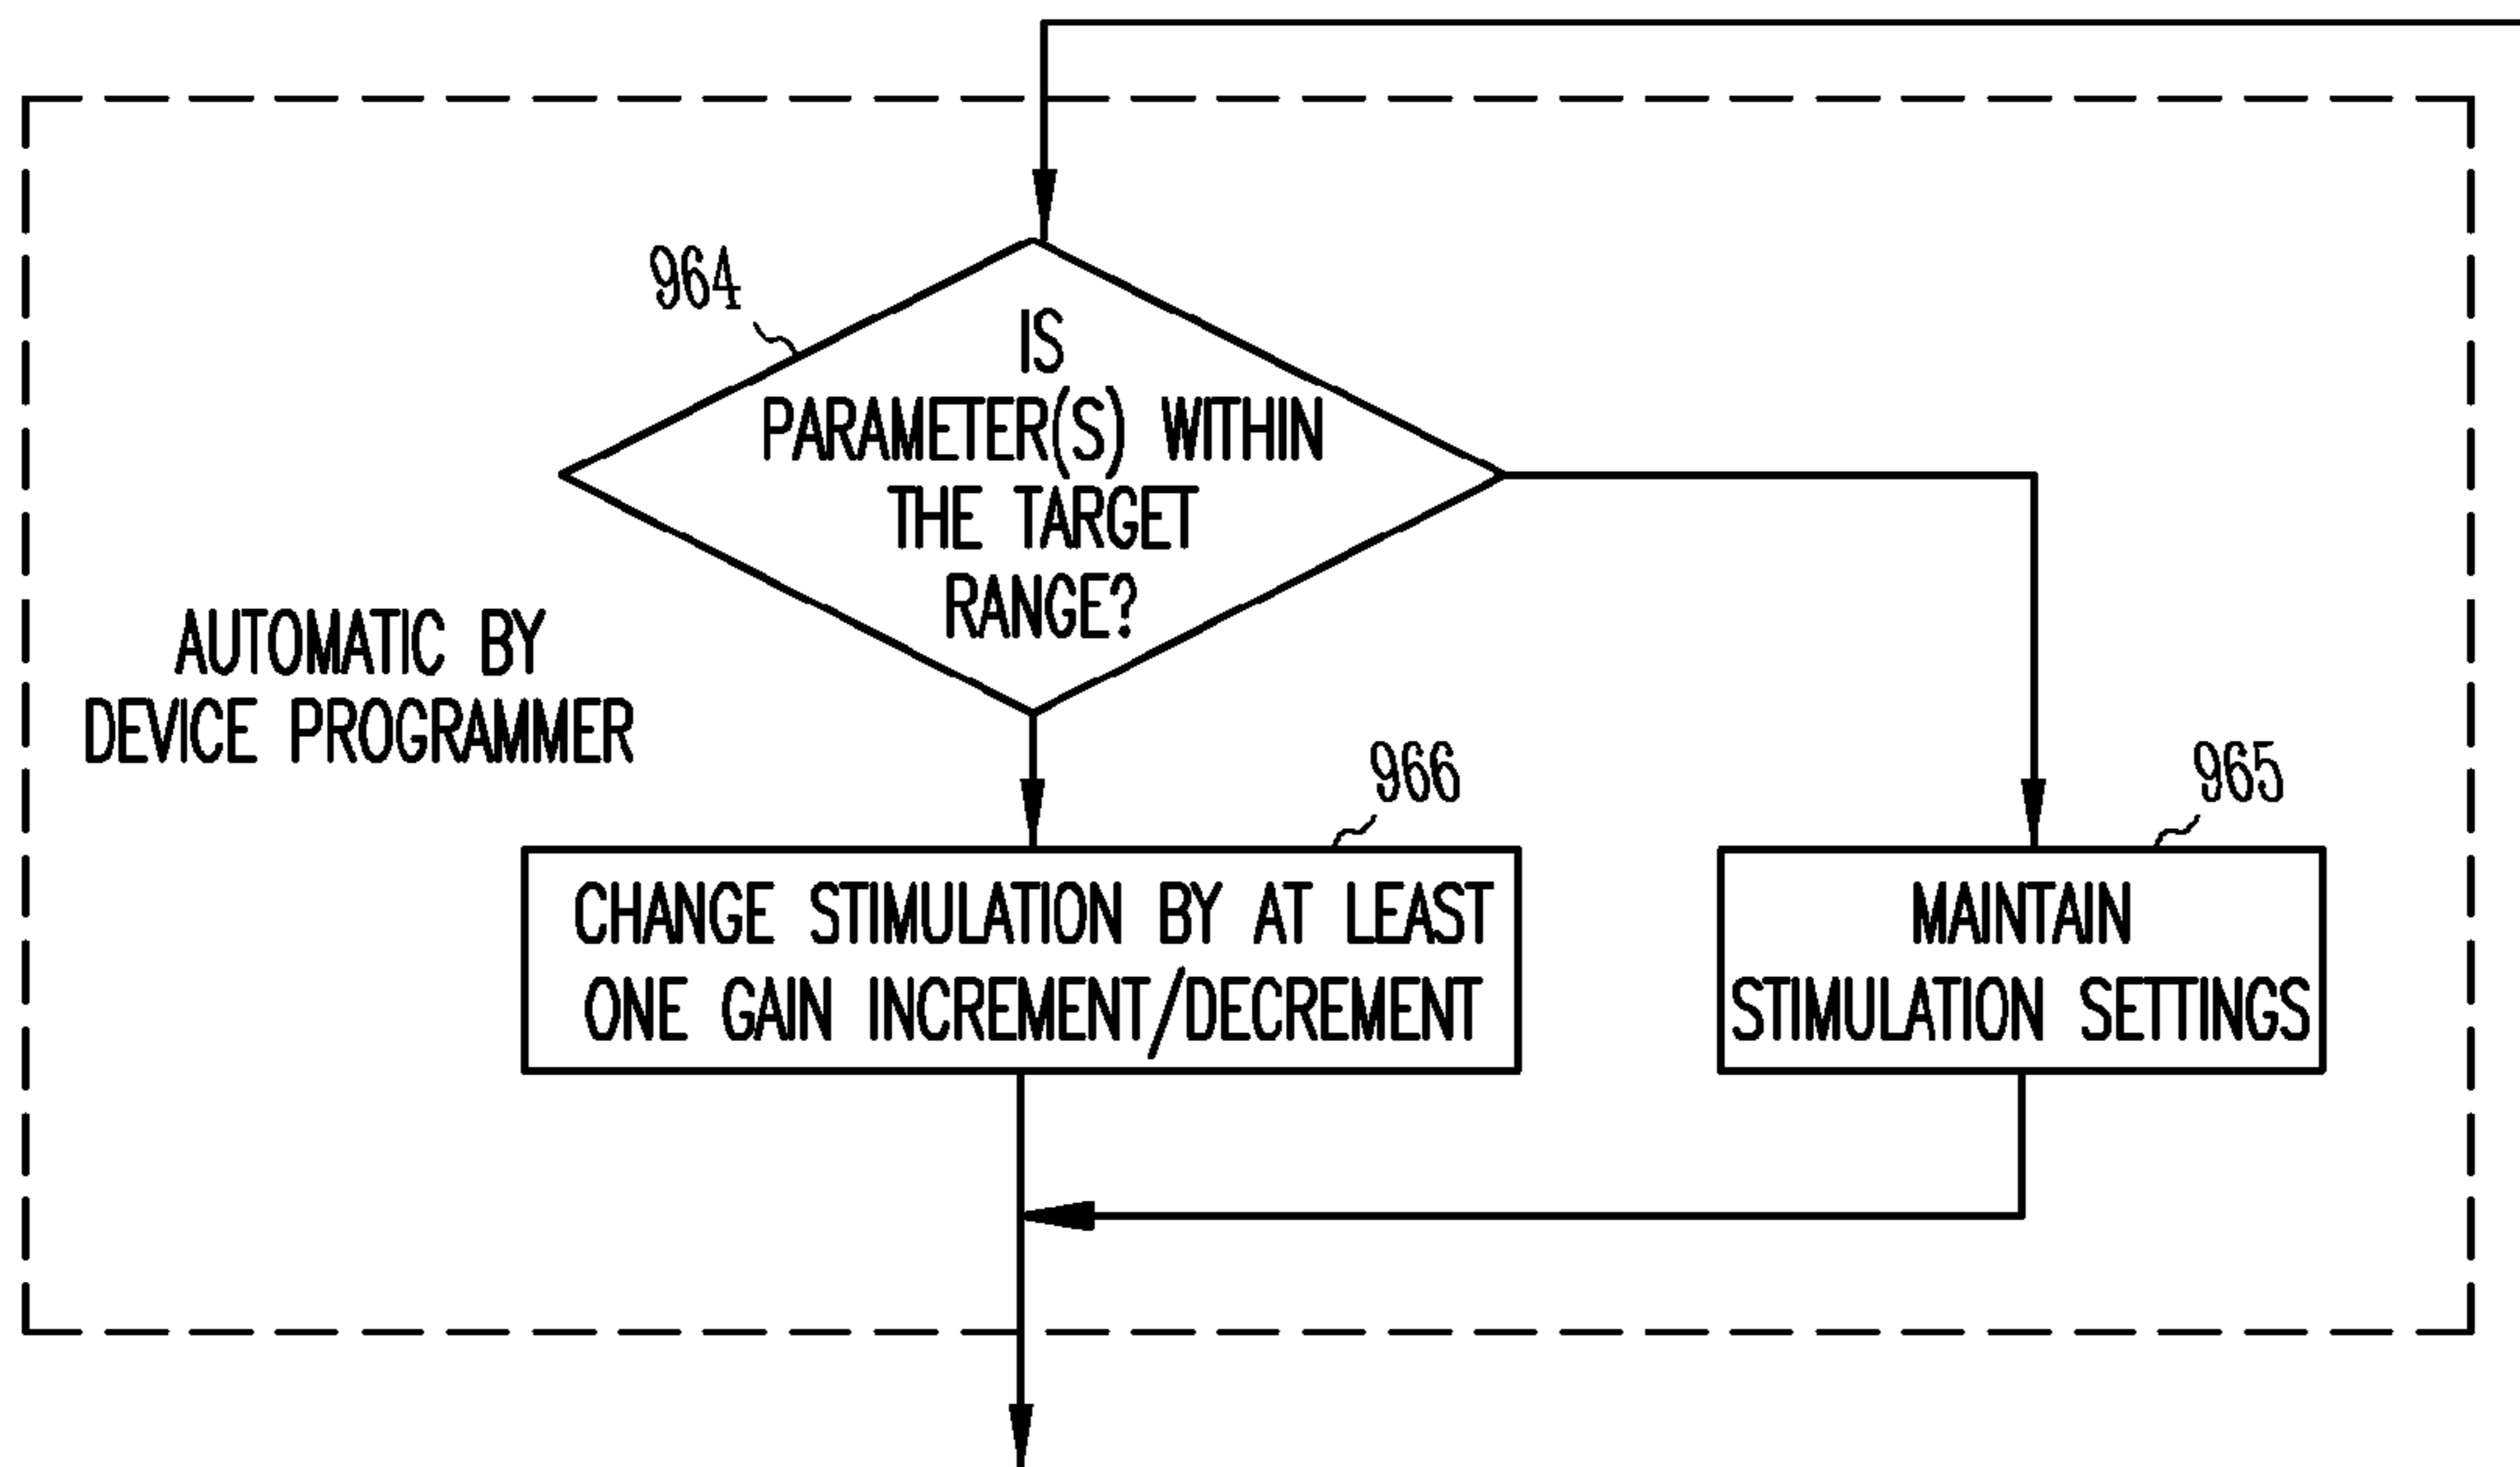 964
IS
PARAMETER(S) WITHIN
THE TARGET
RANGE?
AUTOMATIC BY
DEVICE PROGRAMMER
966
CHANGE STIMULATION BY AT LEAST
ONE GAIN INCREMENT/DECREMENT
965
MAINTAIN
STIMULATION SETTINGS